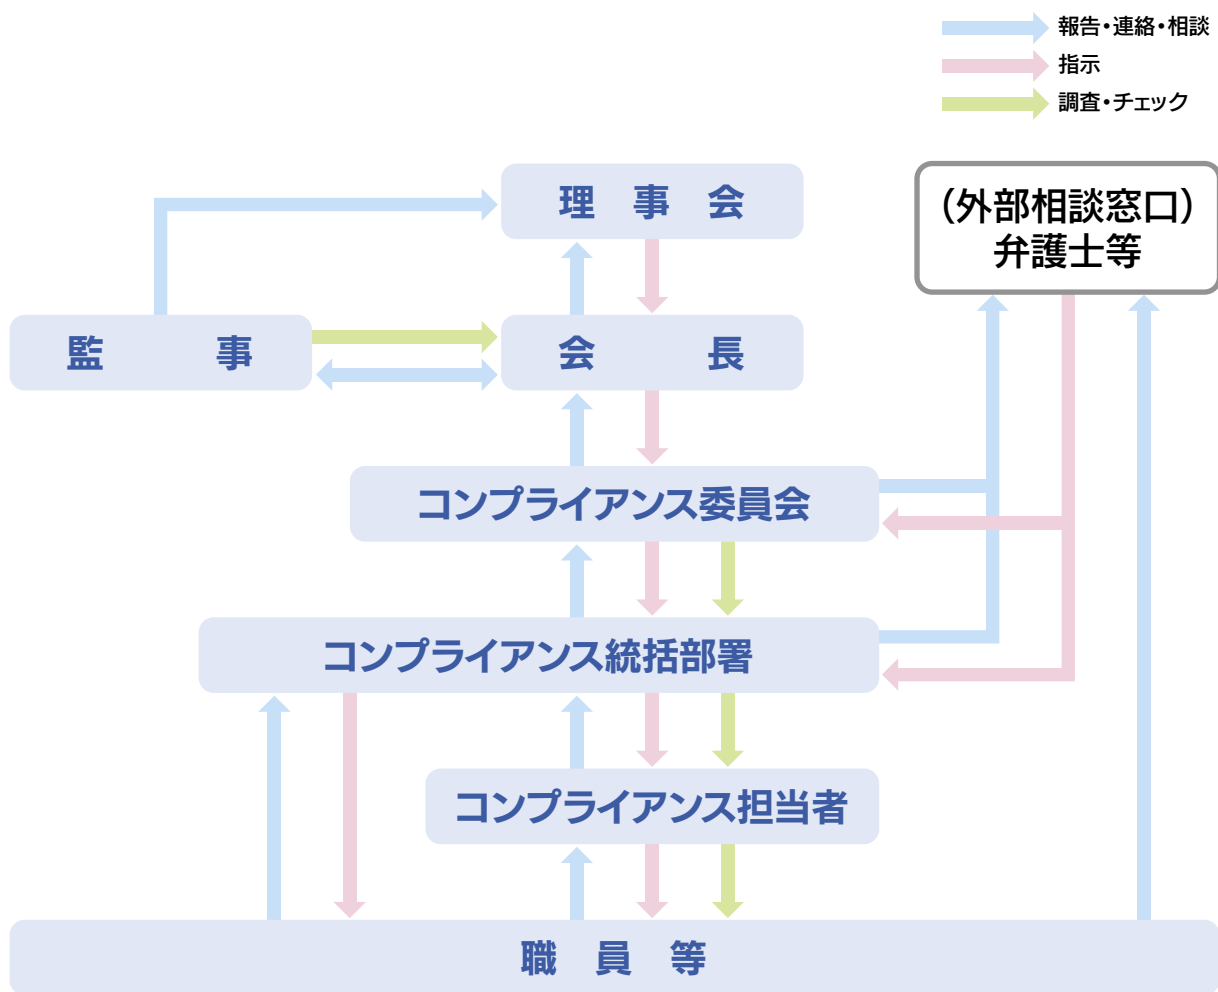 報告・連絡・相談
指示
調査・チェック
理事会
(外部相談窓口)
弁護士等
監事
会長
コンプライアンス委員会
コンプライアンス統括部署
コンプライアンス担当者
職員等